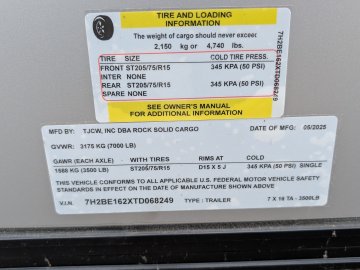 TIRE AND LOADING
INFORMATION
The weight of cargo should never exceed
2,150 kg or 4,740 lbs.
TIRE SIZE COLD TIRE PRESS.
FRONT ST205/75/R15 345 KPA (50 PSI)
INTER NONE
REAR ST205/75/R15 345 KPA (50 PSI)
SPARE NONE
SEE OWNER'S MANUAL
FOR ADDITIONAL INFORMATION
7H2BE162XTD068249
MFD BY: TJCW, INC DBA ROCK SOLID CARGO DATE OF MFD: 05/2025
GVWR: 3175 KG (7000 LB)
GAWR (EACH AXLE) WITH TIRES RIMS AT COLD
1588 KG (3500 LB) ST205/75/R15 D15 X 5 J 345 KPA (50 PSI) SINGLE
THIS VEHICLE CONFORMS TO ALL APPLICABLE U.S. FEDERAL MOTOR VEHICLE SAFETY
STANDARDS IN EFFECT ON THE DATE OF MANUFACTURE SHOWN ABOVE
V.I.N. 7H2BE162XTD068249 TYPE : TRAILER 7 X 16 TA - 3500LB